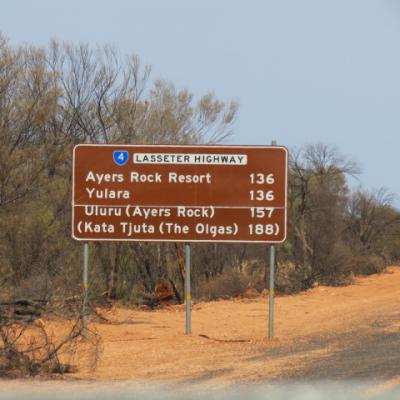 4 LASSETER HIGHWAY
Ayers Rock Resort 136
Yulara 136
Uluru (Ayers Rock) 157
(Kata Tjuta (The Olgas) 188)